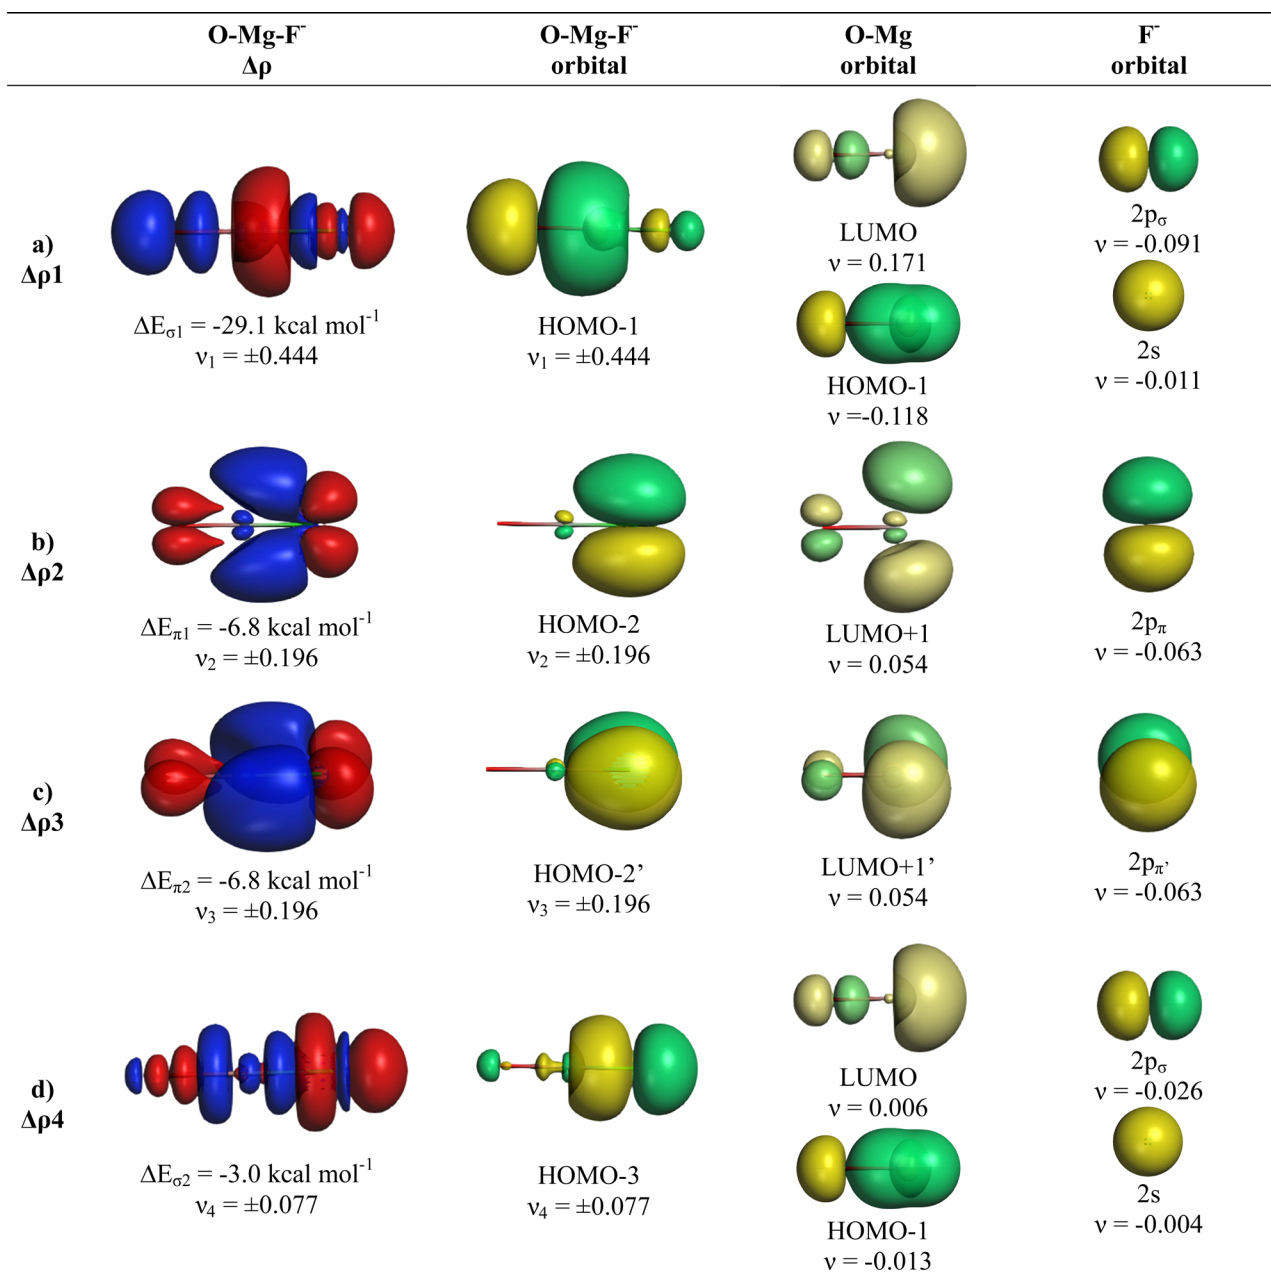 O-Mg-F⁻ O-Mg-F⁻ O-Mg F⁻
Δρ orbital orbital orbital
a)
Δρ1
ΔEσ1 = -29.1 kcal mol⁻¹
ν₁ = ±0.444
HOMO-1
ν₁ = ±0.444
LUMO
ν = 0.171
HOMO-1
ν =-0.118
2pσ
ν = -0.091
2s
ν = -0.011
b)
Δρ2
ΔEπ1 = -6.8 kcal mol⁻¹
ν₂ = ±0.196
HOMO-2
ν₂ = ±0.196
LUMO+1
ν = 0.054
2pπ
ν = -0.063
c)
Δρ3
ΔEπ2 = -6.8 kcal mol⁻¹
ν₃ = ±0.196
HOMO-2’
ν₃ = ±0.196
LUMO+1’
ν = 0.054
2pπ’
ν = -0.063
d)
Δρ4
ΔEσ2 = -3.0 kcal mol⁻¹
ν₄ = ±0.077
HOMO-3
ν₄ = ±0.077
LUMO
ν = 0.006
HOMO-1
ν = -0.013
2pσ
ν = -0.026
2s
ν = -0.004